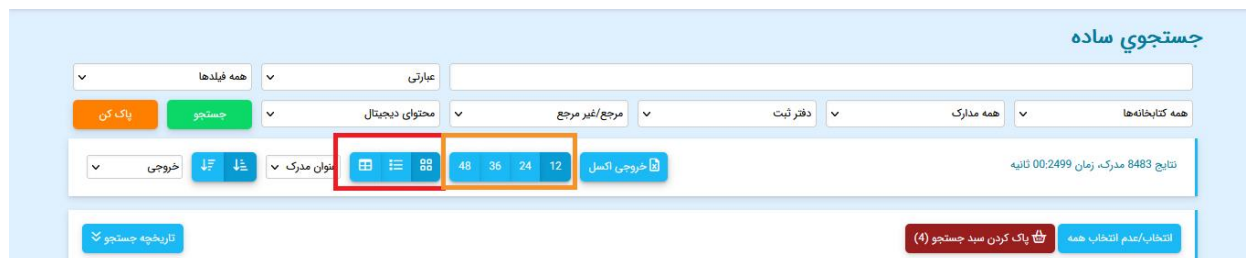 جستجوي ساده
عبارتی همه فیلدها
همه کتابخانه‌ها همه مدارک دفتر ثبت مرجع/غیر مرجع محتوای دیجیتال جستجو پاک کن
نتایج 8483 مدرک، زمان 00:2499 ثانیه خروجی اکسل 12 24 36 48 عنوان مدرک خروجی
انتخاب/عدم انتخاب همه پاک کردن سبد جستجو (4) تاریخچه جستجو